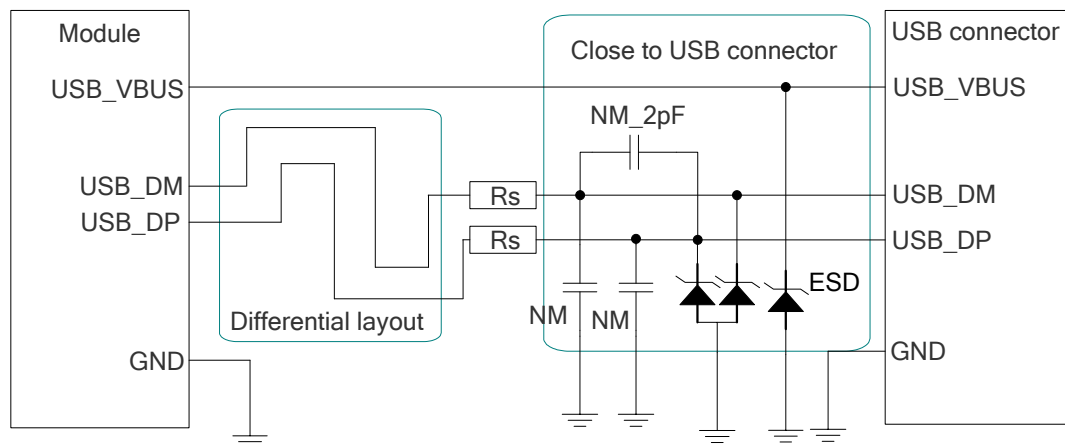 Module
USB_VBUS
USB_DM
USB_DP
GND
Differential layout
Rs
Rs
Close to USB connector
NM_2pF
NM
NM
ESD
USB connector
USB_VBUS
USB_DM
USB_DP
GND